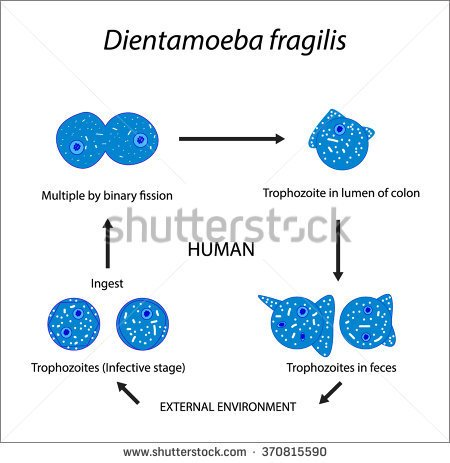 Dientamoeba fragilis
Multiple by binary fission
Trophozoite in lumen of colon
shutterstock
HUMAN
Ingest
Trophozoites (Infective stage)
Trophozoites in feces
EXTERNAL ENVIRONMENT
www.shutterstock.com · 370815590